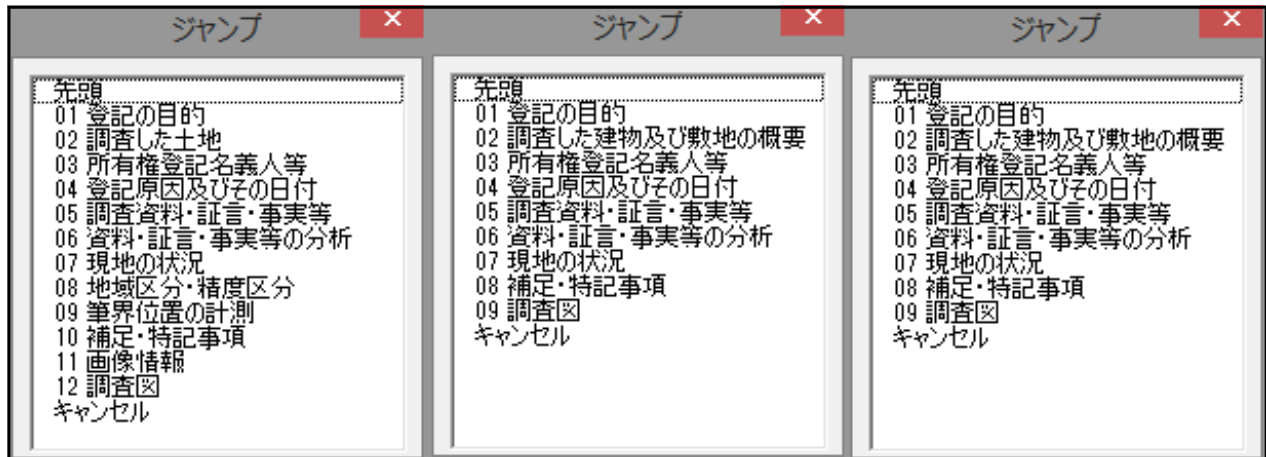 ジャンプ
×
先頭
01 登記の目的
02 調査した土地
03 所有権登記名義人等
04 登記原因及びその日付
05 調査資料・証言・事実等
06 資料・証言・事実等の分析
07 現地の状況
08 地域区分・精度区分
09 筆界位置の計測
10 補足・特記事項
11 画像情報
12 調査図
キャンセル
ジャンプ
×
先頭
01 登記の目的
02 調査した建物及び敷地の概要
03 所有権登記名義人等
04 登記原因及びその日付
05 調査資料・証言・事実等
06 資料・証言・事実等の分析
07 現地の状況
08 補足・特記事項
09 調査図
キャンセル
ジャンプ
×
先頭
01 登記の目的
02 調査した建物及び敷地の概要
03 所有権登記名義人等
04 登記原因及びその日付
05 調査資料・証言・事実等
06 資料・証言・事実等の分析
07 現地の状況
08 補足・特記事項
09 調査図
キャンセル